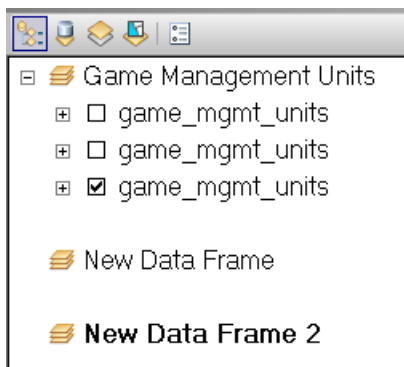 Game Management Units
game_mgmt_units
game_mgmt_units
game_mgmt_units
New Data Frame
New Data Frame 2